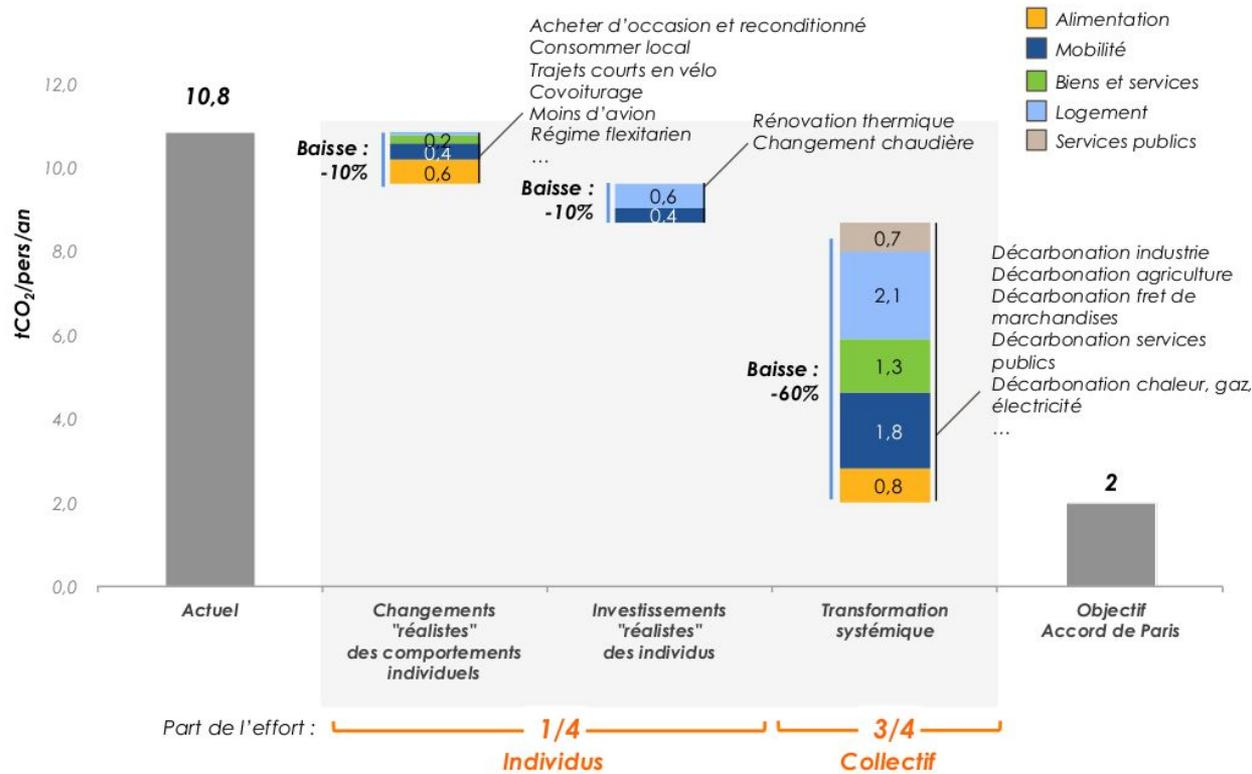 Alimentation
Mobilité
Biens et services
Logement
Services publics
Acheter d’occasion et reconditionné
Consommer local
Trajets courts en vélo
Covoiturage
Moins d’avion
Régime flexitarien
…
Rénovation thermique
Changement chaudière
tCO2/pers/an
12,0
10,0
8,0
6,0
4,0
2,0
0,0
10,8
Baisse :
-10%
0,2
0,4
0,6
Baisse :
-10%
0,6
0,4
Baisse :
-60%
0,7
2,1
1,3
1,8
0,8
Décarbonation industrie
Décarbonation agriculture
Décarbonation fret de
marchandises
Décarbonation services
publics
Décarbonation chaleur, gaz,
électricité
…
2
Actuel
Changements
"réalistes"
des comportements
individuels
Investissements
"réalistes"
des individus
Transformation
systémique
Objectif
Accord de Paris
Part de l’effort :
1/4
Individus
3/4
Collectif